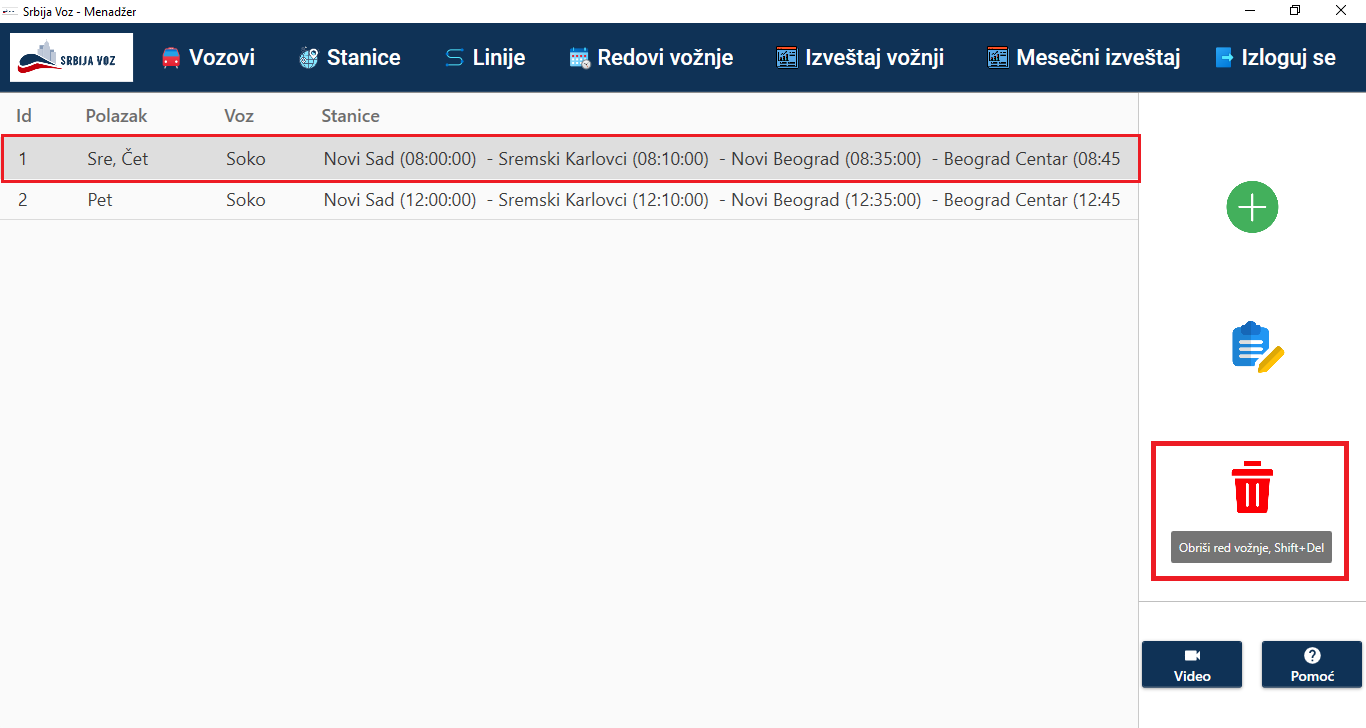 Srbija Voz - Menadžer
SRBIJA VOZ Vozovi Stanice Linije Redovi vožnje Izveštaj vožnji Mesečni izveštaj Izloguj se
Id Polazak Voz Stanice
1 Sre, Čet Soko Novi Sad (08:00:00) - Sremski Karlovci (08:10:00) - Novi Beograd (08:35:00) - Beograd Centar (08:45
2 Pet Soko Novi Sad (12:00:00) - Sremski Karlovci (12:10:00) - Novi Beograd (12:35:00) - Beograd Centar (12:45
Obriši red vožnje, Shift+Del
Video Pomoć